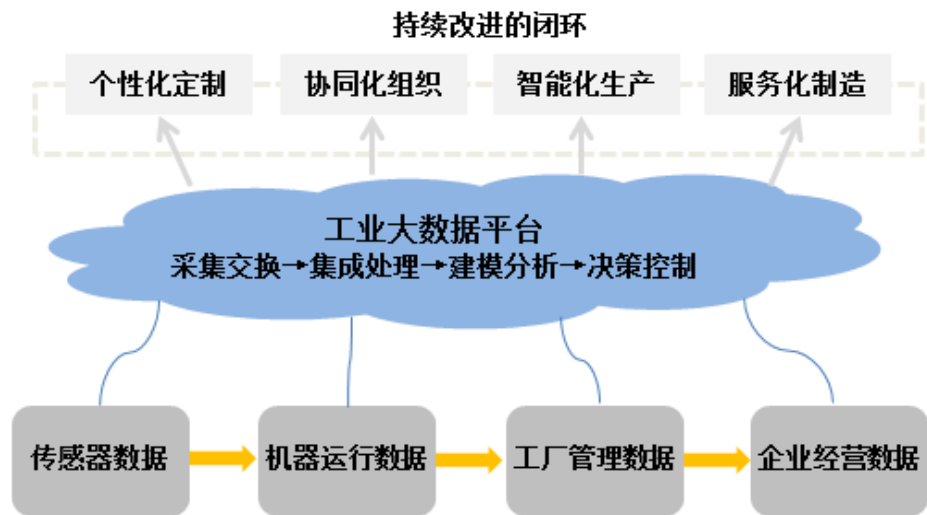 持续改进的闭环
个性化定制
协同化组织
智能化生产
服务化制造
工业大数据平台
采集交换→集成处理→建模分析→决策控制
传感器数据
机器运行数据
工厂管理数据
企业经营数据